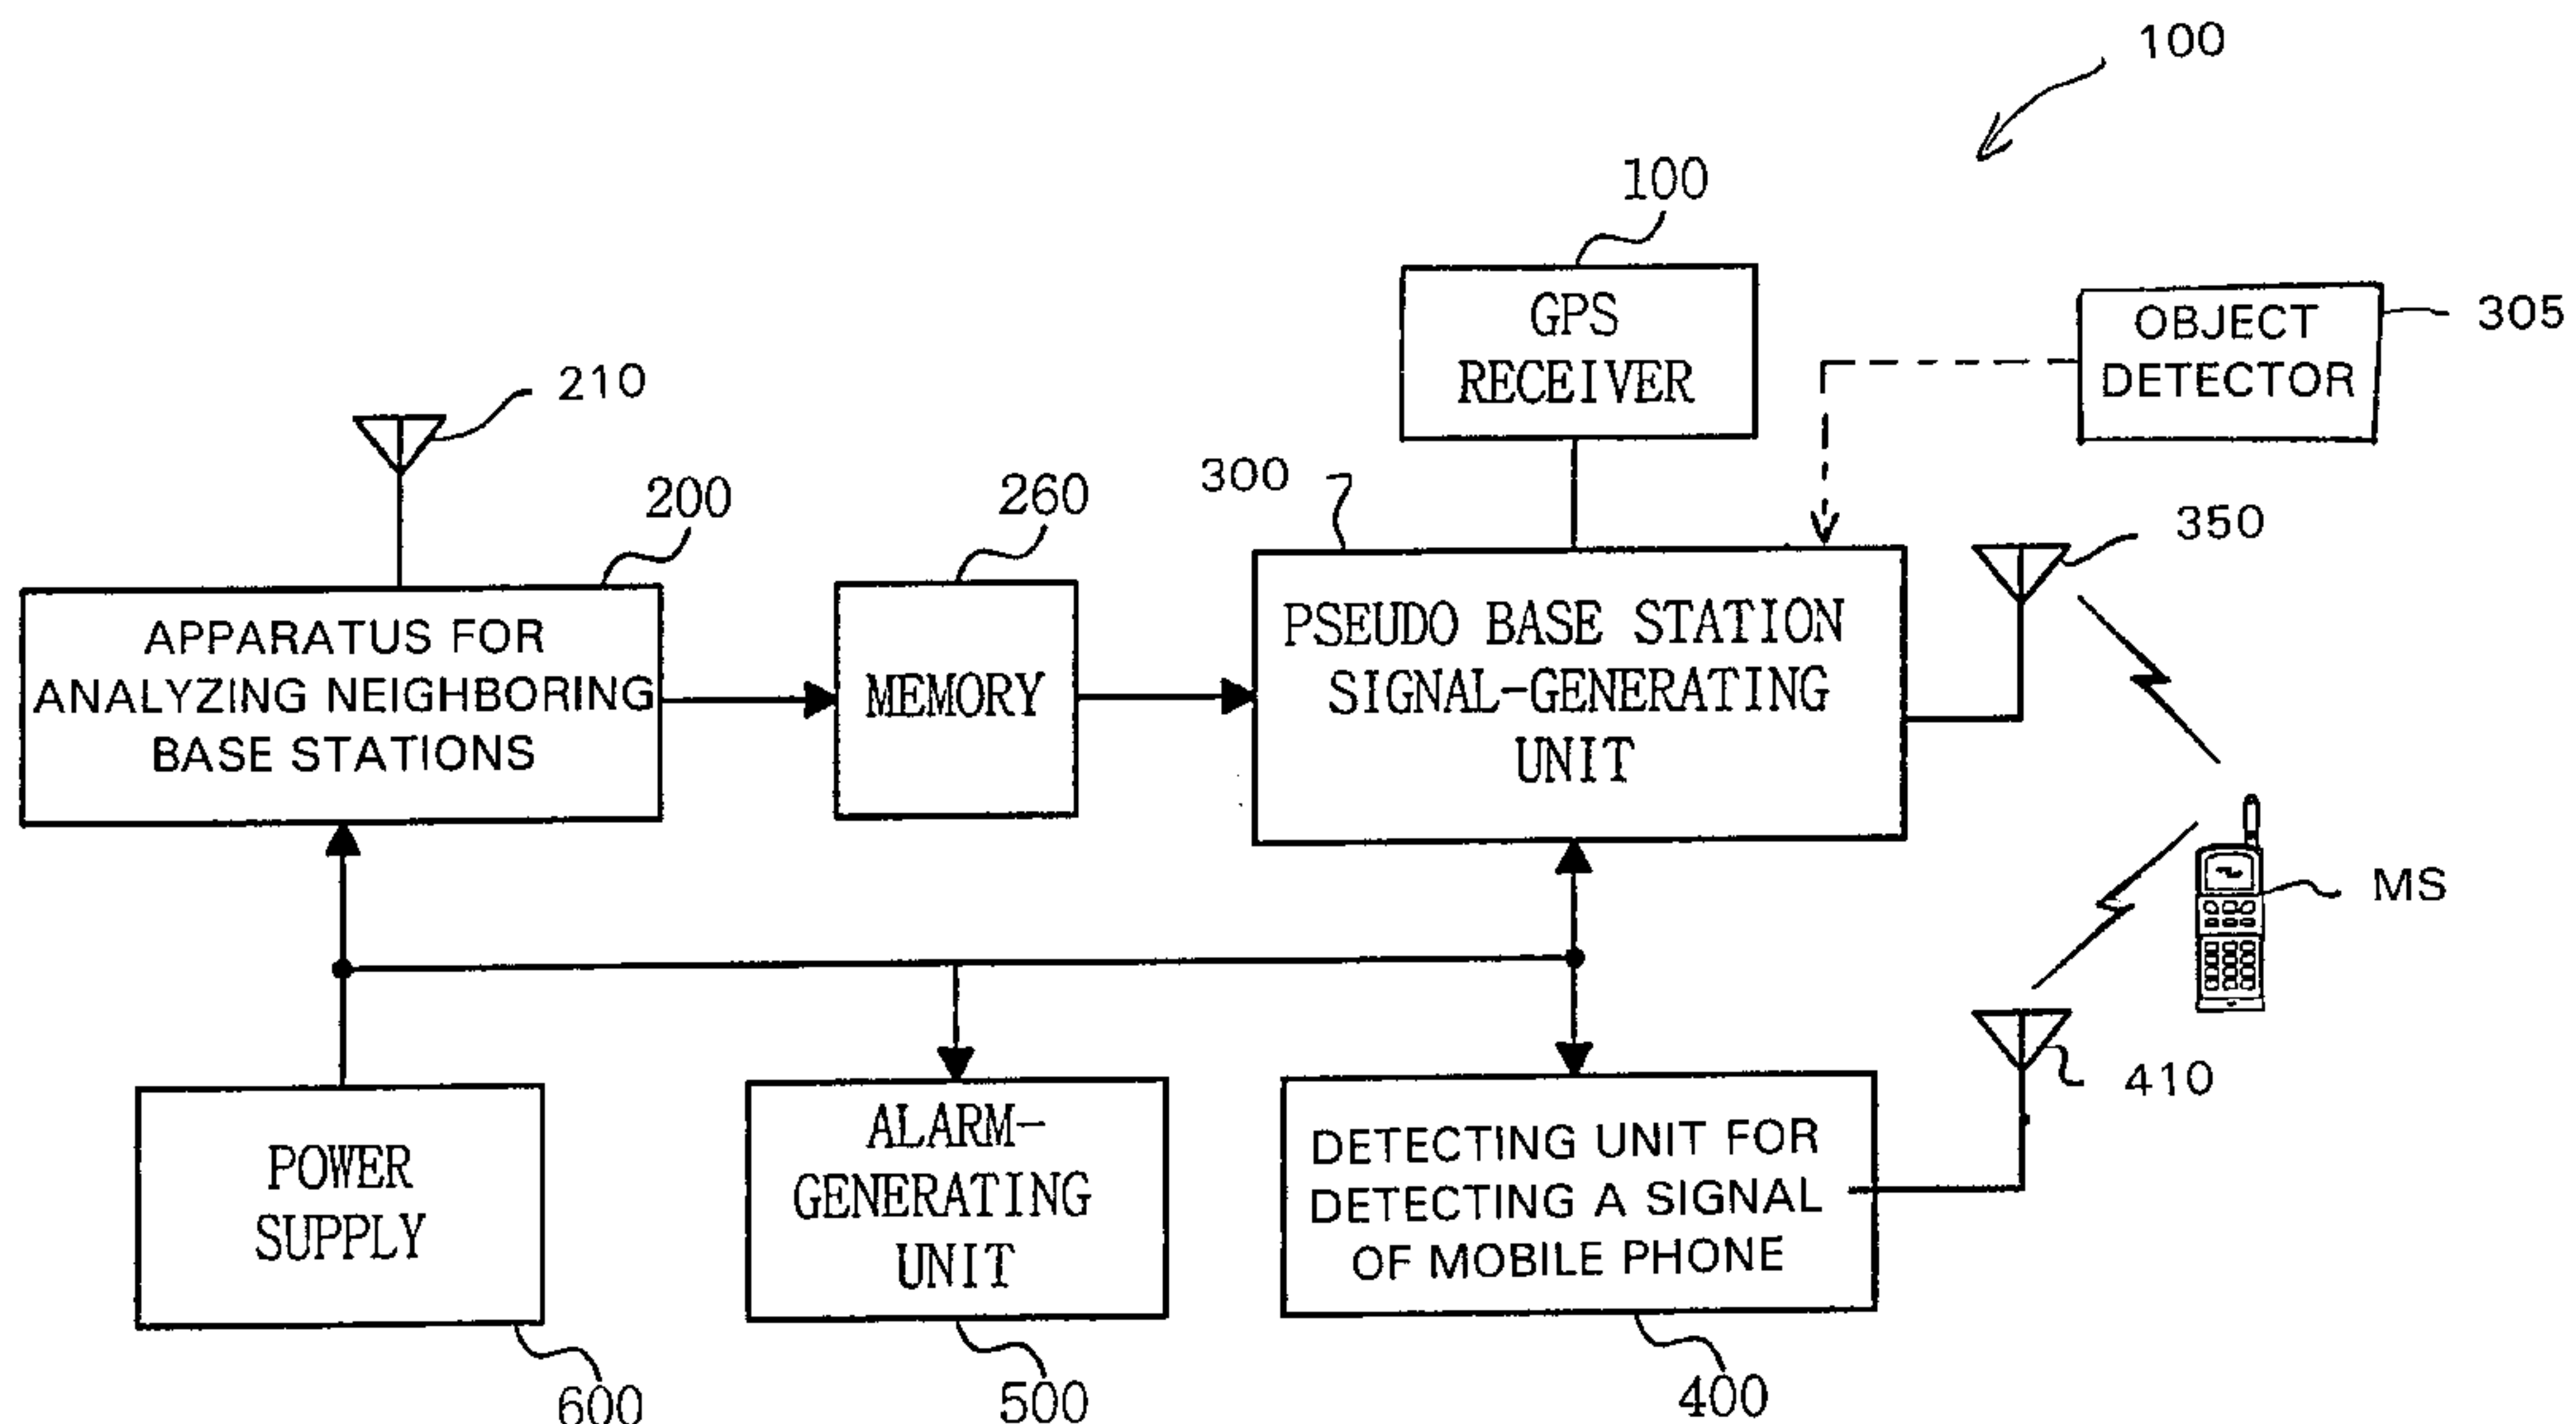 100
100
GPS
RECEIVER
OBJECT
DETECTOR
305
210
200
260
300
350
APPARATUS FOR
ANALYZING NEIGHBORING
BASE STATIONS
MEMORY
PSEUDO BASE STATION
SIGNAL-GENERATING
UNIT
MS
410
POWER
SUPPLY
ALARM-
GENERATING
UNIT
DETECTING UNIT FOR
DETECTING A SIGNAL
OF MOBILE PHONE
600
500
400